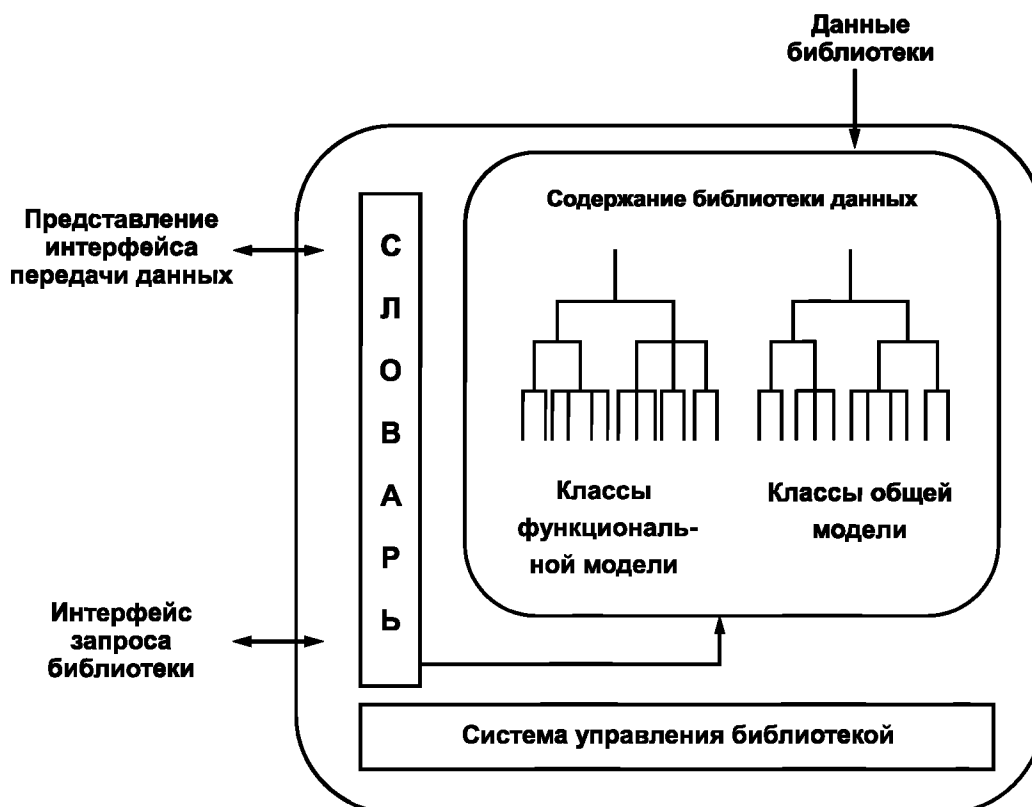 Данные
библиотеки
Содержание библиотеки данных
Представление
интерфейса
передачи данных
С
Л
О
В
А
Р
Ь
Классы
функциональ-
ной модели
Классы общей
модели
Интерфейс
запроса
библиотеки
Система управления библиотекой